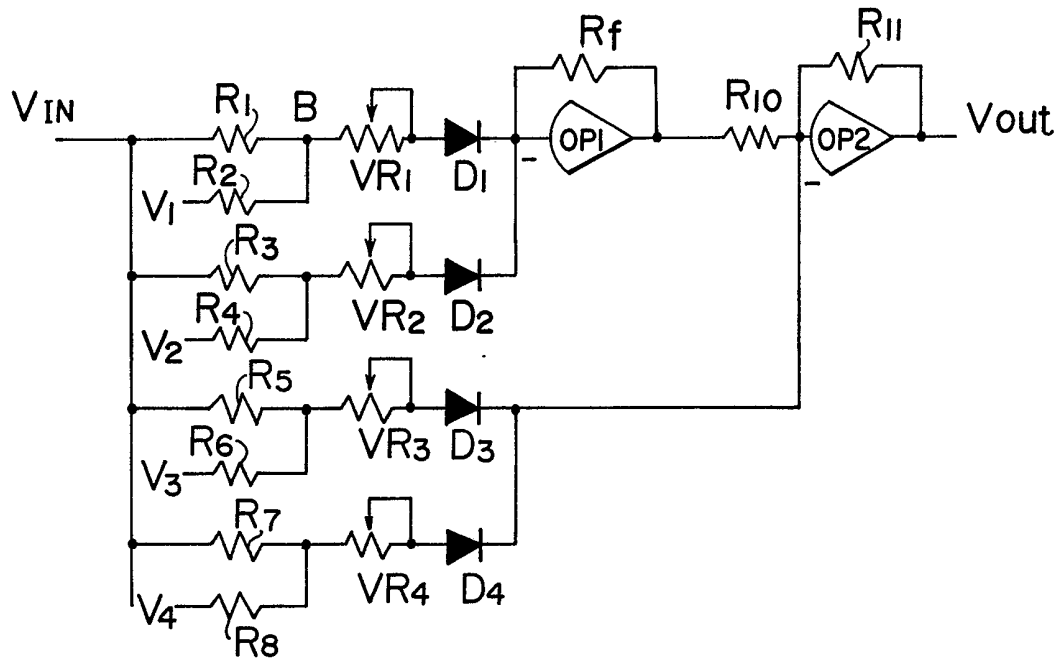 Rf
R11
VIN
R1
B
R10
Vout
OP1
OP2
R2
VR1
D1
-
-
V1
R3
R4
VR2
D2
V2
R5
R6
VR3
D3
V3
R7
VR4
D4
V4
R8